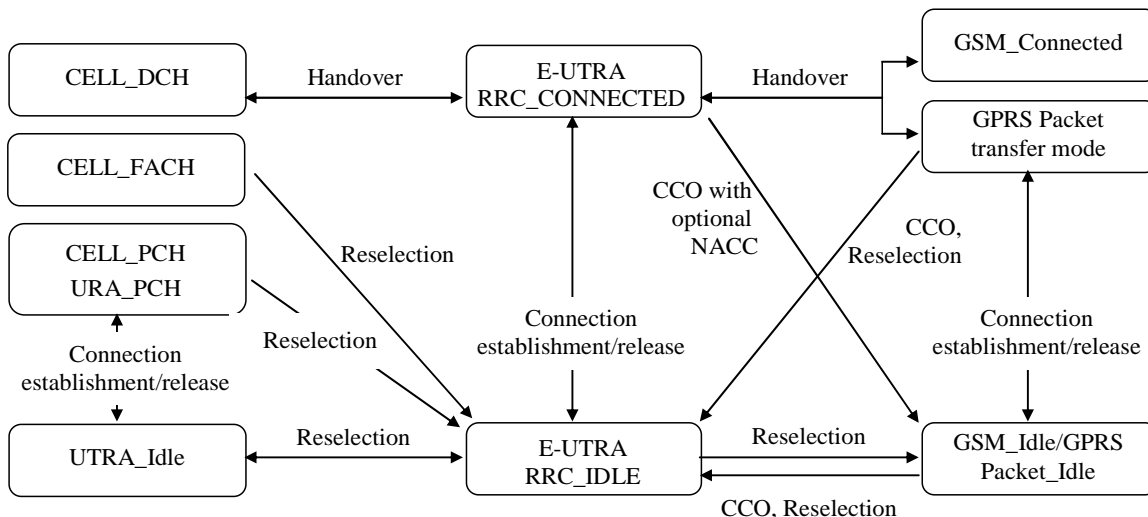 GSM_Connected
CELL_DCH
Handover
E-UTRA
RRC_CONNECTED
Handover
GPRS Packet
transfer mode
CELL_FACH
CCO with
optional
NACC
CCO,
Reselection
CELL_PCH
URA_PCH
Reselection
Reselection
Connection
establishment/release
Connection
establishment/release
Connection
establishment/release
UTRA_Idle
Reselection
E-UTRA
RRC_IDLE
Reselection
GSM_Idle/GPRS
Packet_Idle
CCO, Reselection